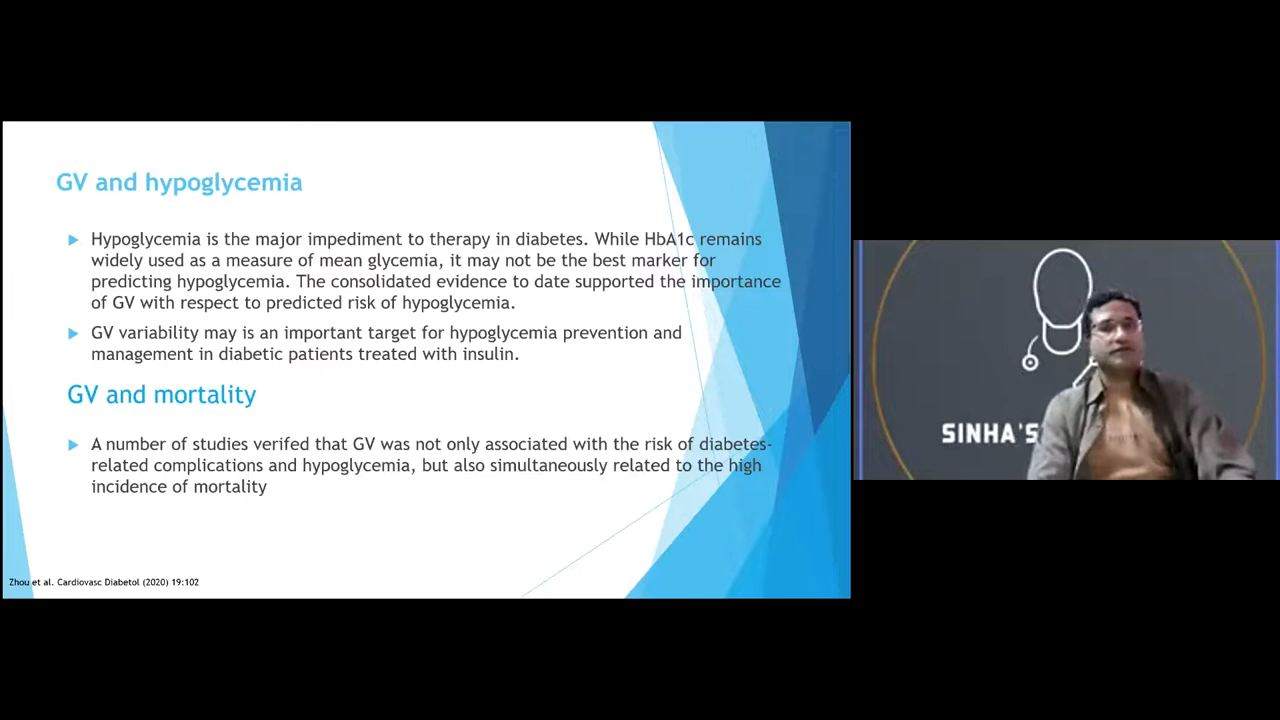 GV and hypoglycemia
Hypoglycemia is the major impediment to therapy in diabetes. While HbA1c remains
widely used as a measure of mean glycemia, it may not be the best marker for
predicting hypoglycemia. The consolidated evidence to date supported the importance
of GV with respect to predicted risk of hypoglycemia.
GV variability may is an important target for hypoglycemia prevention and
management in diabetic patients treated with insulin.
GV and mortality
A number of studies verifed that GV was not only associated with the risk of diabetes-
related complications and hypoglycemia, but also simultaneously related to the high
incidence of mortality
Zhou et al. Cardiovasc Diabetol (2020) 19:102
SINHA'S